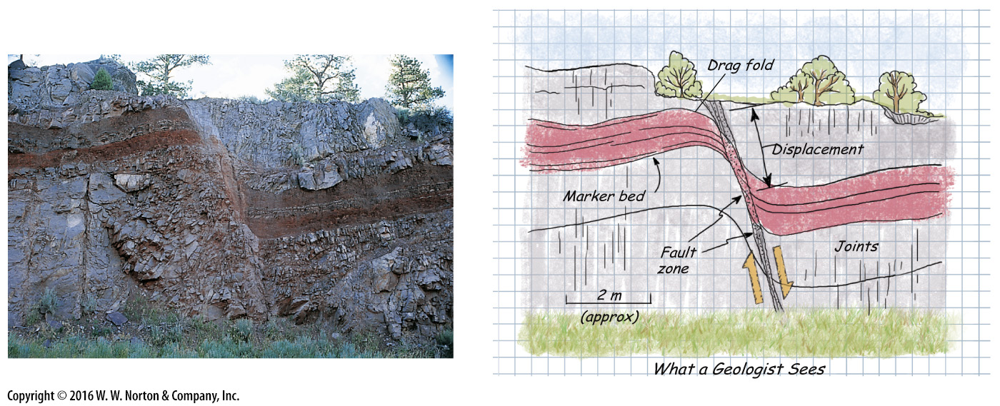 Drag fold
Displacement
Marker bed
Fault
zone
Joints
2 m
(approx)
What a Geologist Sees
Copyright © 2016 W. W. Norton & Company, Inc.